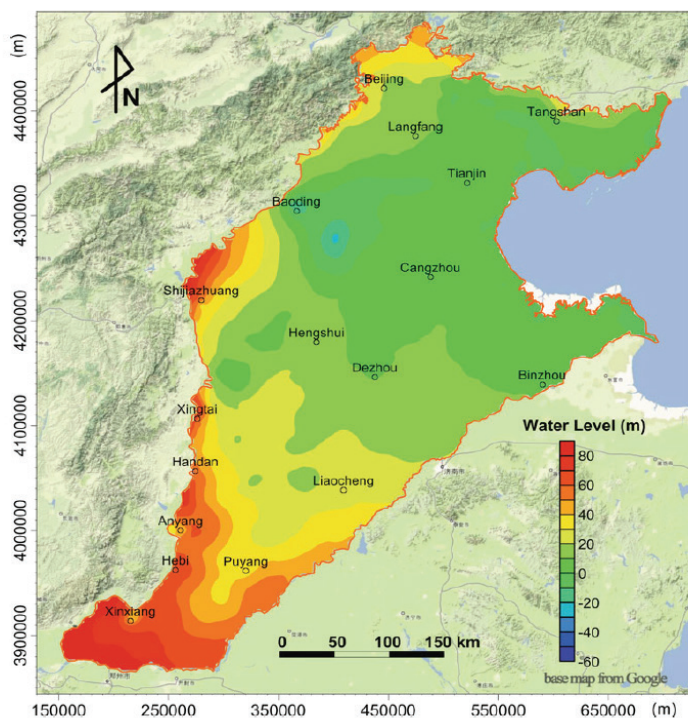 (m)
4400000
4300000
4200000
4100000
4000000
3900000
N
Beijing
Langfang
Tangshan
Tianjin
Baoding
Cangzhou
Shijiazhuang
Hengshui
Dezhou
Binzhou
Xingtai
Handan
Liaocheng
Anyang
Hebi
Puyang
Xinxiang
Water Level (m)
80
60
40
20
0
-20
-40
-60
0 50 100 150 km
base map from Google
150000 250000 350000 450000 550000 650000 (m)